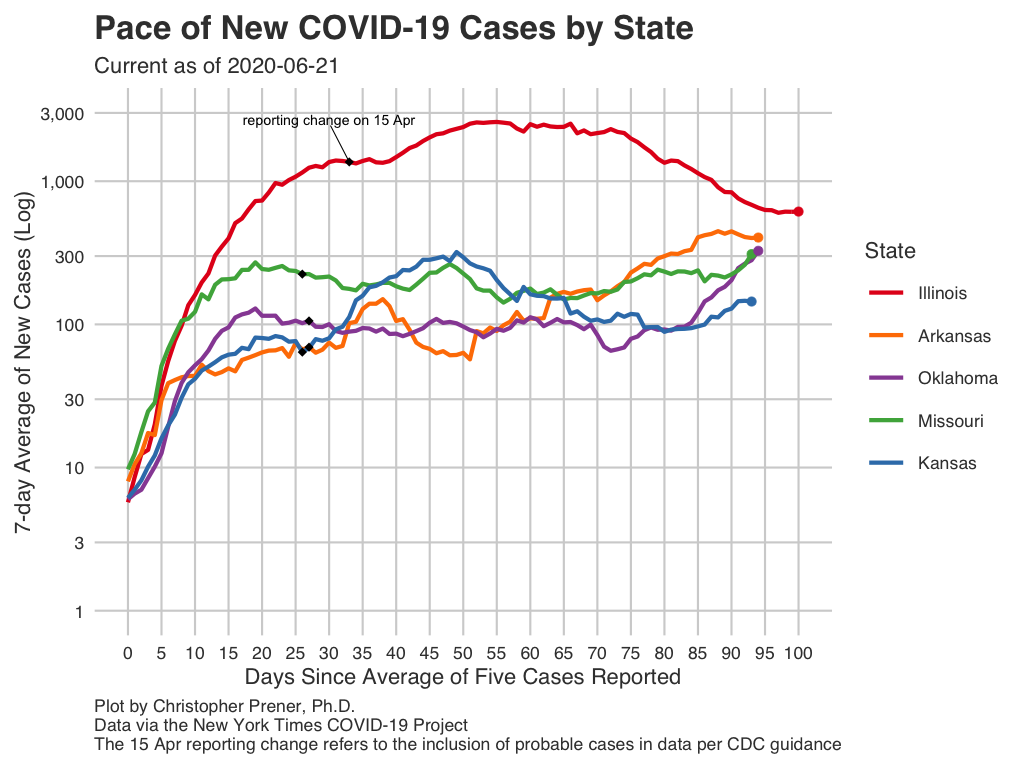 Pace of New COVID-19 Cases by State
Current as of 2020-06-21
7-day Average of New Cases (Log)
3,000
1,000
300
100
30
10
3
1
reporting change on 15 Apr
0 5 10 15 20 25 30 35 40 45 50 55 60 65 70 75 80 85 90 95 100
Days Since Average of Five Cases Reported
State
Illinois
Arkansas
Oklahoma
Missouri
Kansas
Plot by Christopher Prener, Ph.D.
Data via the New York Times COVID-19 Project
The 15 Apr reporting change refers to the inclusion of probable cases in data per CDC guidance